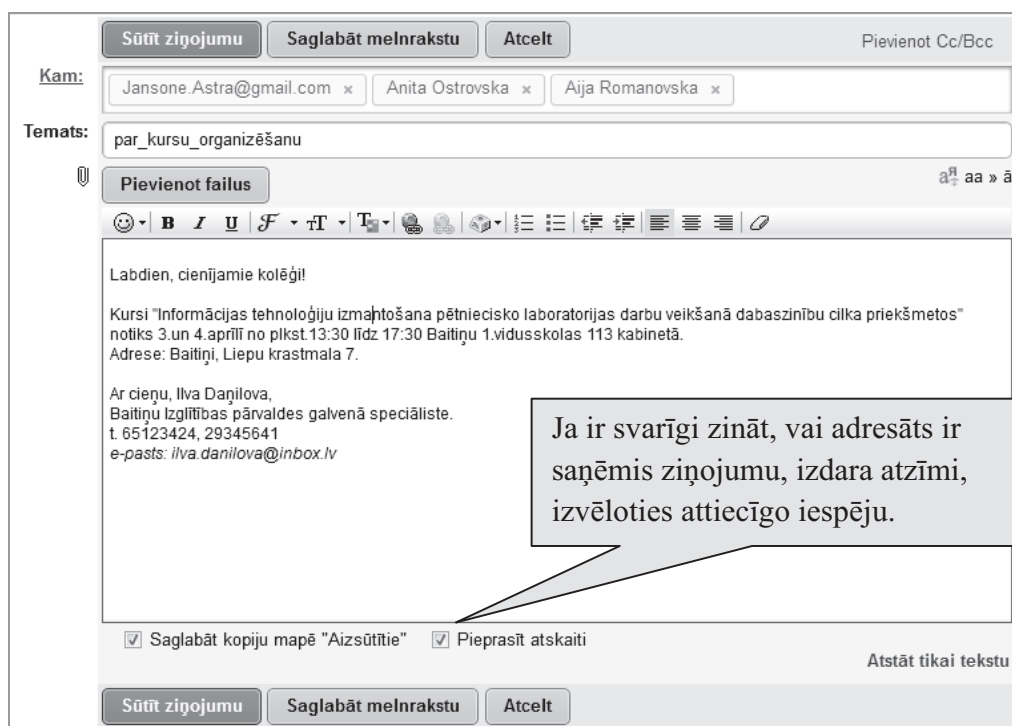 Sūtīt ziņojumu Saglabāt melnrakstu Atcelt Pievienot Cc/Bcc
Kam: Jansone.Astra@gmail.com × Anita Ostrovska × Aija Romanovska ×
Temats: par_kursu_organizēšanu
Pievienot failus aя aa » ā
B I U F T T
Labdien, cienījamie kolēģi!
Kursi "Informācijas tehnoloģiju izmantošana pētniecisko laboratorijas darbu veikšanā dabaszinību cilka priekšmetos"
notiks 3.un 4.aprīlī no plkst.13:30 līdz 17:30 Baitiņu 1.vidusskolas 113 kabinetā.
Adrese: Baitiņi, Liepu krastmala 7.
Ar cieņu, Ilva Daņilova,
Baitiņu Izglītības pārvaldes galvenā speciāliste.
t. 65123424, 29345641
e-pasts: ilva.danilova@inbox.lv
Ja ir svarīgi zināt, vai adresāts ir
saņēmis ziņojumu, izdara atzīmi,
izvēloties attiecīgo iespēju.
Saglabāt kopiju mapē "Aizsūtītie" Pieprasīt atskaiti
Atstāt tikai tekstu
Sūtīt ziņojumu Saglabāt melnrakstu Atcelt